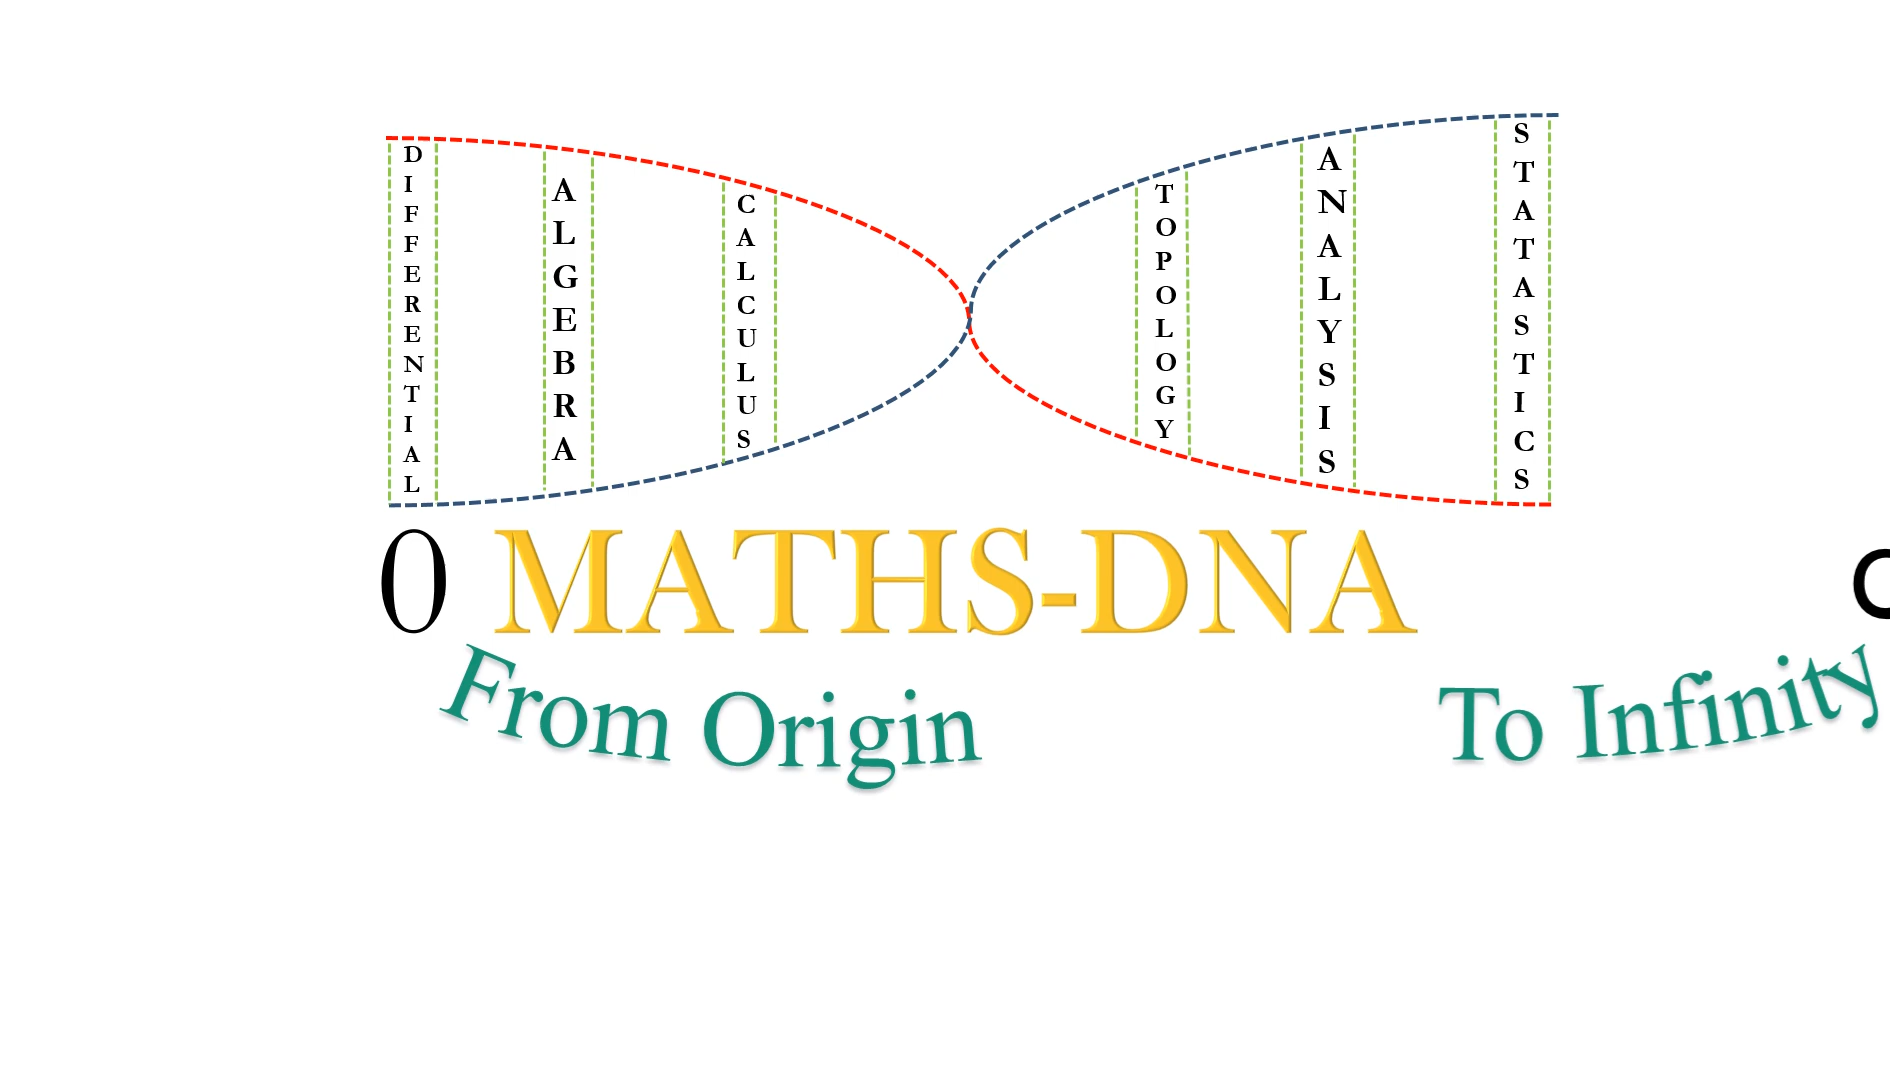 DIFFERENTIAL
ALGEBRA
CALCULUS
TOPOLOGY
ANALYSIS
STATASTICS
0 MATHS-DNA
From Origin
To Infinity